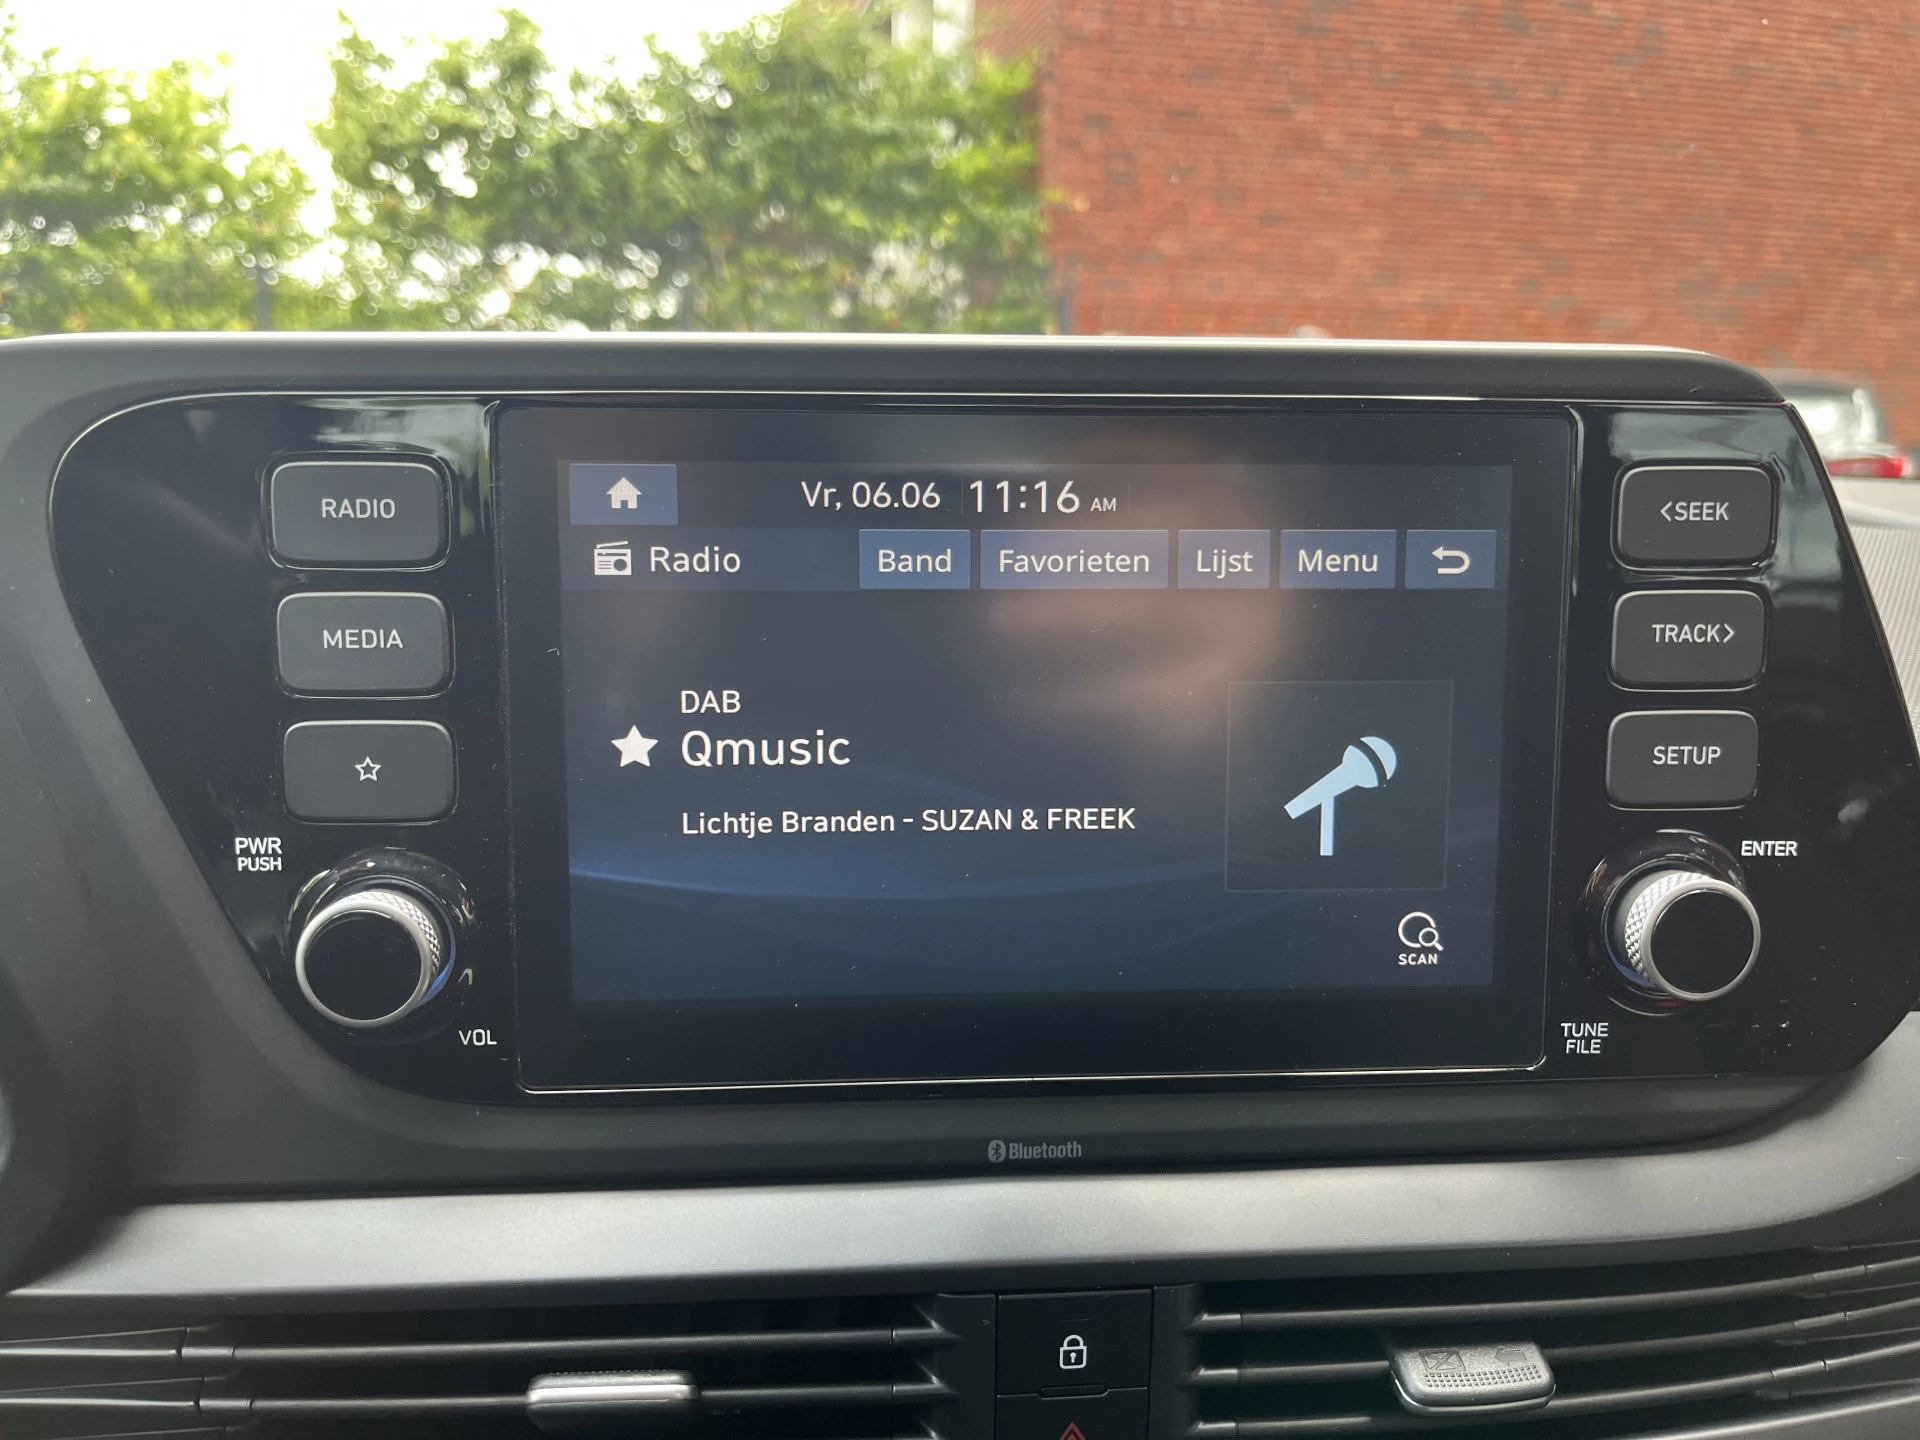 Vr, 06.06 11:16 AM
Radio Band Favorieten Lijst Menu
DAB
Qmusic
Lichtje Branden - SUZAN & FREEK
SCAN
RADIO
MEDIA
PWR
PUSH
VOL
<SEEK
TRACK>
SETUP
ENTER
TUNE
FILE
Bluetooth